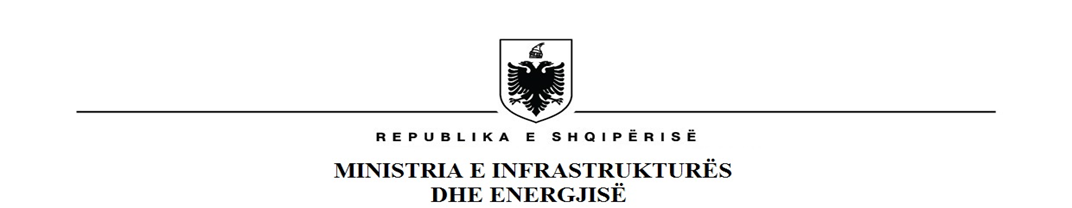 REPUBLIKA E SHQIPËRISË
MINISTRIA E INFRASTRUKTURËS
DHE ENERGJISË